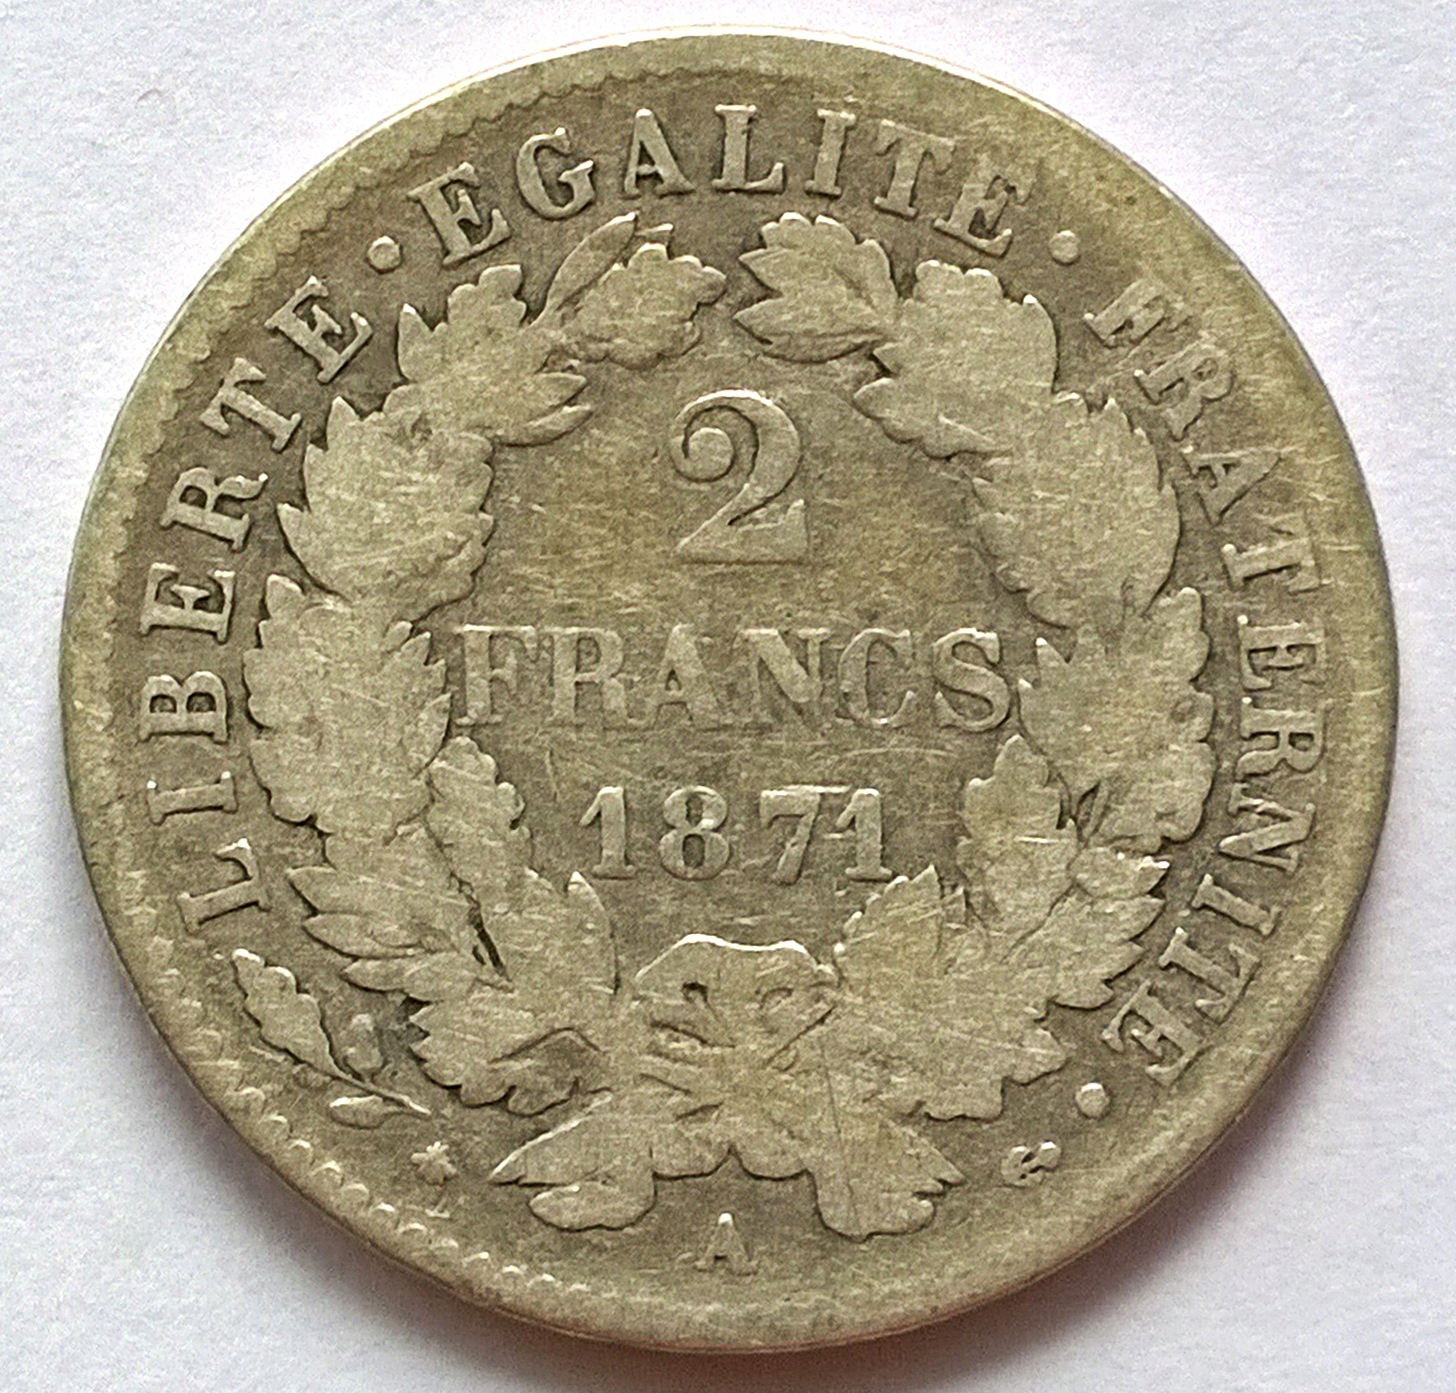 LIBERTE · EGALITE · FRATERNITE ·
2
FRANCS
1871
A